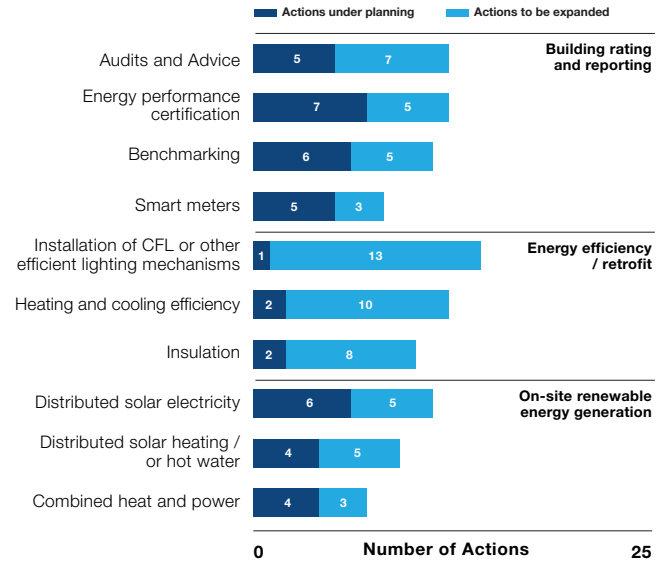 Actions under planning Actions to be expanded
Building rating
and reporting
Audits and Advice 5 7
Energy performance
certification 7 5
Benchmarking 6 5
Smart meters 5 3
Energy efficiency
/ retrofit
Installation of CFL or other
efficient lighting mechanisms 1 13
Heating and cooling efficiency 2 10
Insulation 2 8
On-site renewable
energy generation
Distributed solar electricity 6 5
Distributed solar heating /
or hot water 4 5
Combined heat and power 4 3
0 Number of Actions 25